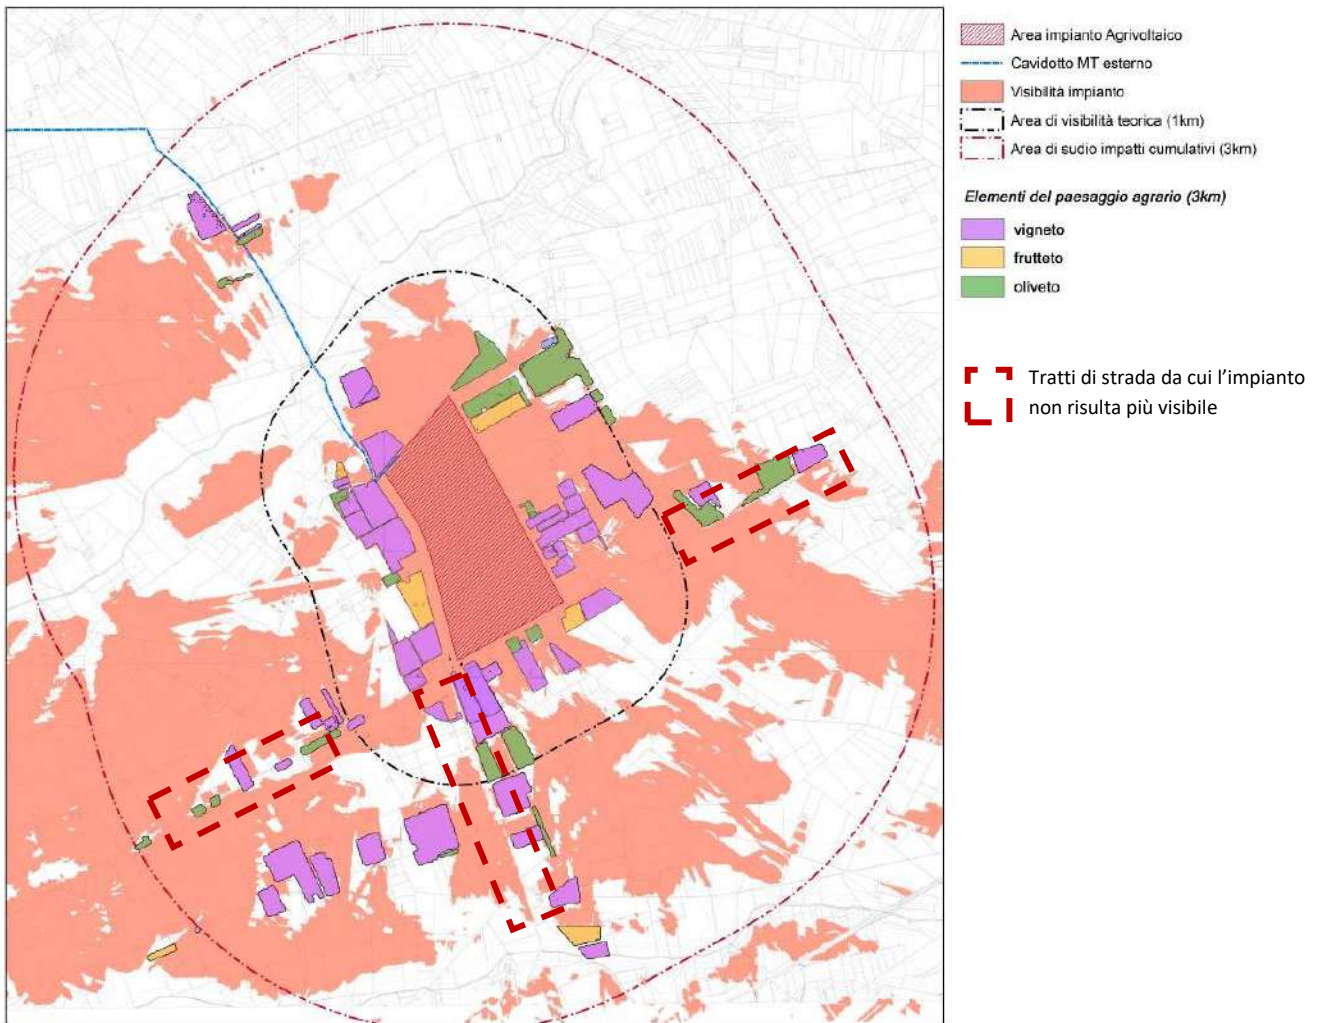 Area impianto Agrivoltaico
Cavidotto MT esterno
Visibilità impianto
Area di visibilità teorica (1km)
Area di sudio impatti cumulativi (3km)
Elementi del paesaggio agrario (3km)
vigneto
frutteto
oliveto
Tratti di strada da cui l’impianto
non risulta più visibile